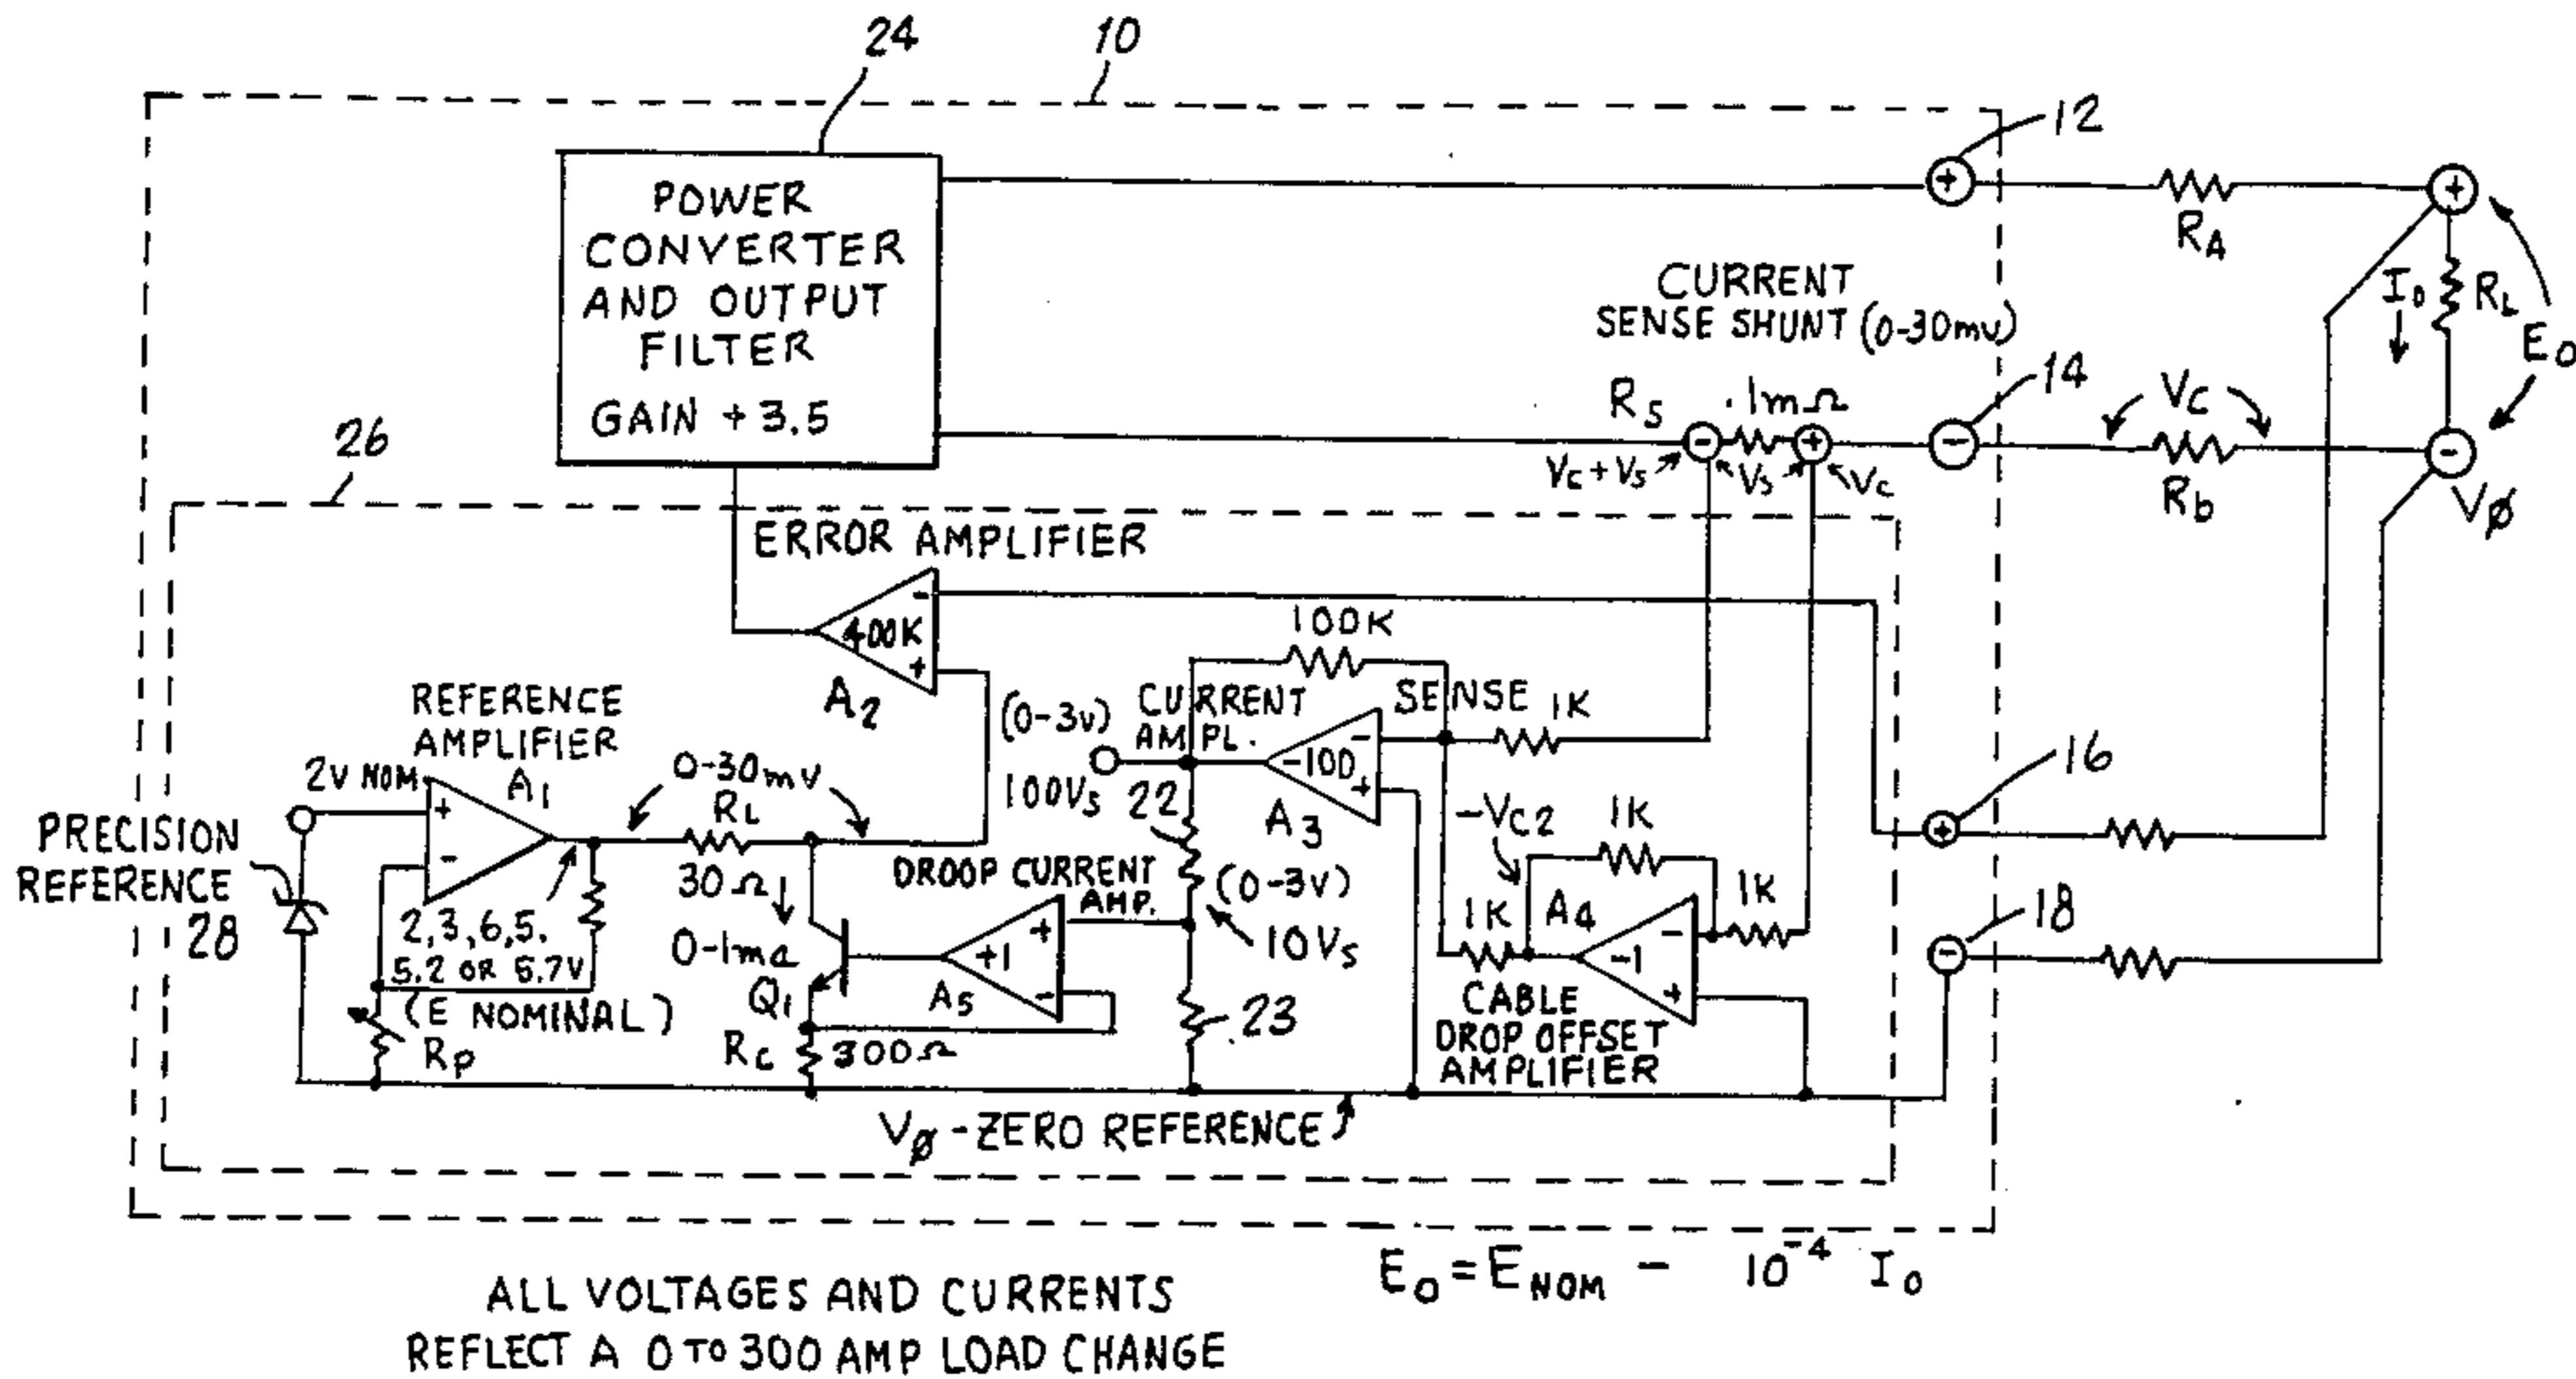 24
10
12
POWER
CONVERTER
AND OUTPUT
FILTER
GAIN + 3.5
+
RA
+
I0
RL
E0
CURRENT
SENSE SHUNT (0-30mv)
RS
.1mΩ
-
+
14
-
VC
Rb
-
VØ
VC+VS
VS
VC
26
ERROR AMPLIFIER
-
400K
+
A2
100K
REFERENCE
AMPLIFIER
A1
2V NOM
+
-
0-30mv
RL
30Ω
(0-3v)
CURRENT
AMPL.
SENSE
1K
-
-100
+
A3
100VS
22
16
+
PRECISION
REFERENCE
28
2,3,6,5.
5.2 OR 5.7V
(E NOMINAL)
RP
DROOP CURRENT
AMP.
(0-3v)
10VS
0-1ma
Q1
+1
+
-
A5
RC
300Ω
23
-VC2
1K
1K
1K
A4
-
-1
+
CABLE
DROP OFFSET
AMPLIFIER
18
-
VØ-ZERO REFERENCE
E0=ENOM - 10-4 I0
ALL VOLTAGES AND CURRENTS
REFLECT A 0 TO 300 AMP LOAD CHANGE